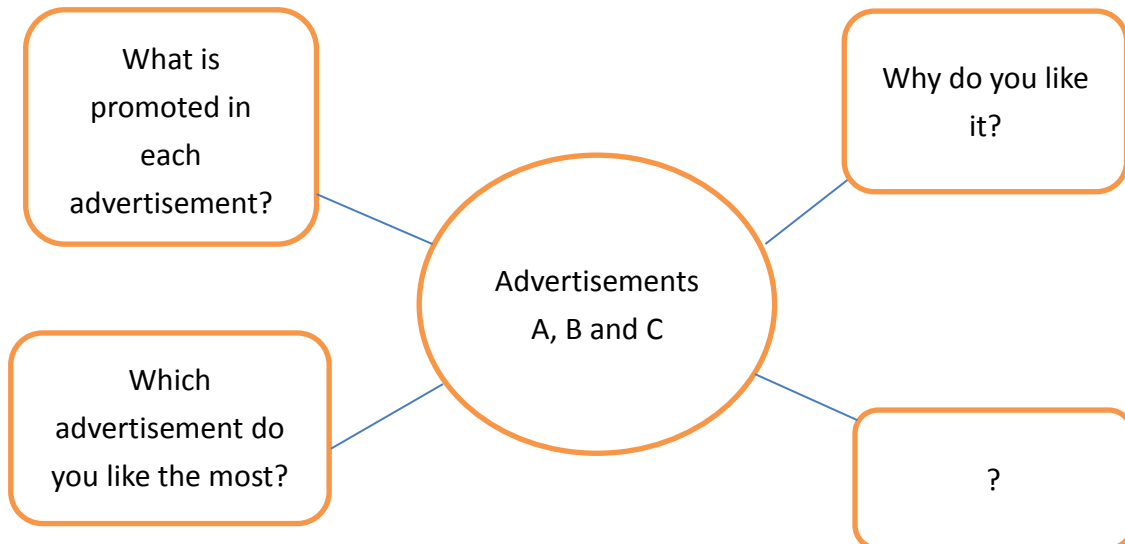 What is
promoted in
each
advertisement?
Why do you like
it?
Advertisements
A, B and C
Which
advertisement do
you like the most?
?